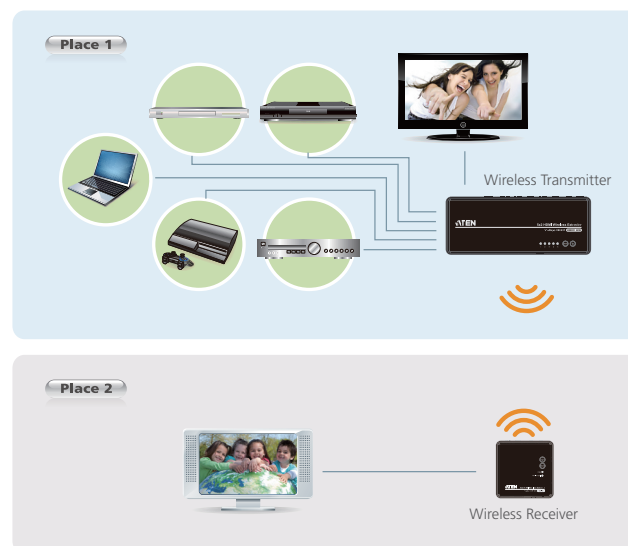 Place 1
Wireless Transmitter
ATEN
Place 2
ATEN
Wireless Receiver